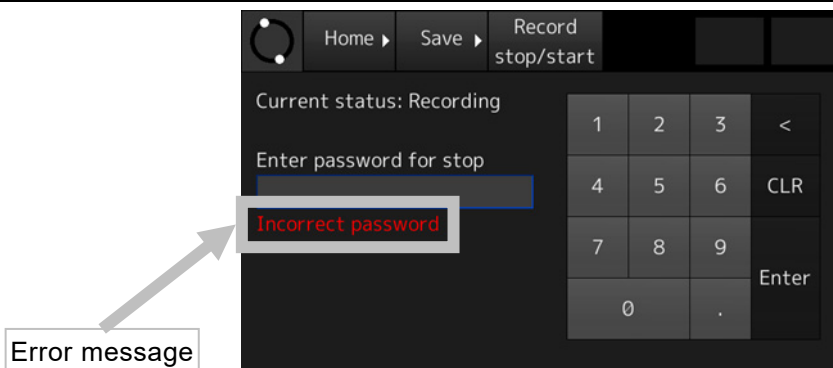 Home
Save
Record
stop/start
Current status: Recording
Enter password for stop
Incorrect password
1 2 3 <
4 5 6 CLR
7 8 9
Enter
0 .
Error message